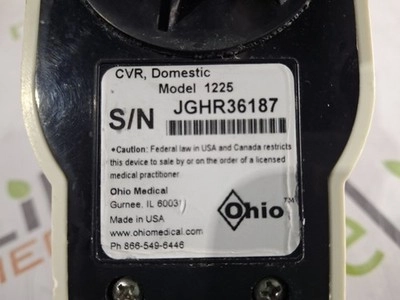 CVR, Domestic
Model 1225
S/N JGHR36187
•Caution: Federal law in USA and Canada restricts
this device to sale by or on the order of a licensed
medical practitioner.
Ohio Medical
Gurnee, IL 60031
Made in USA
www.ohiomedical.com
Ph 866-549-6446
Ohio™